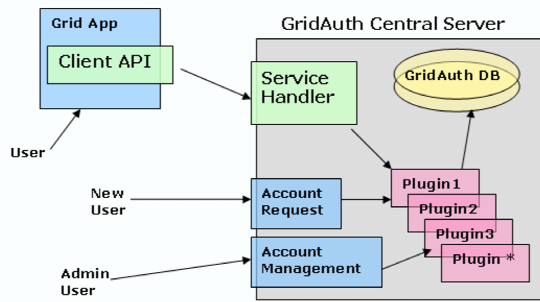 Grid App
Client API
User
New
User
Admin
User
GridAuth Central Server
Service
Handler
GridAuth DB
Account
Request
Account
Management
Plugin1
Plugin2
Plugin3
Plugin *